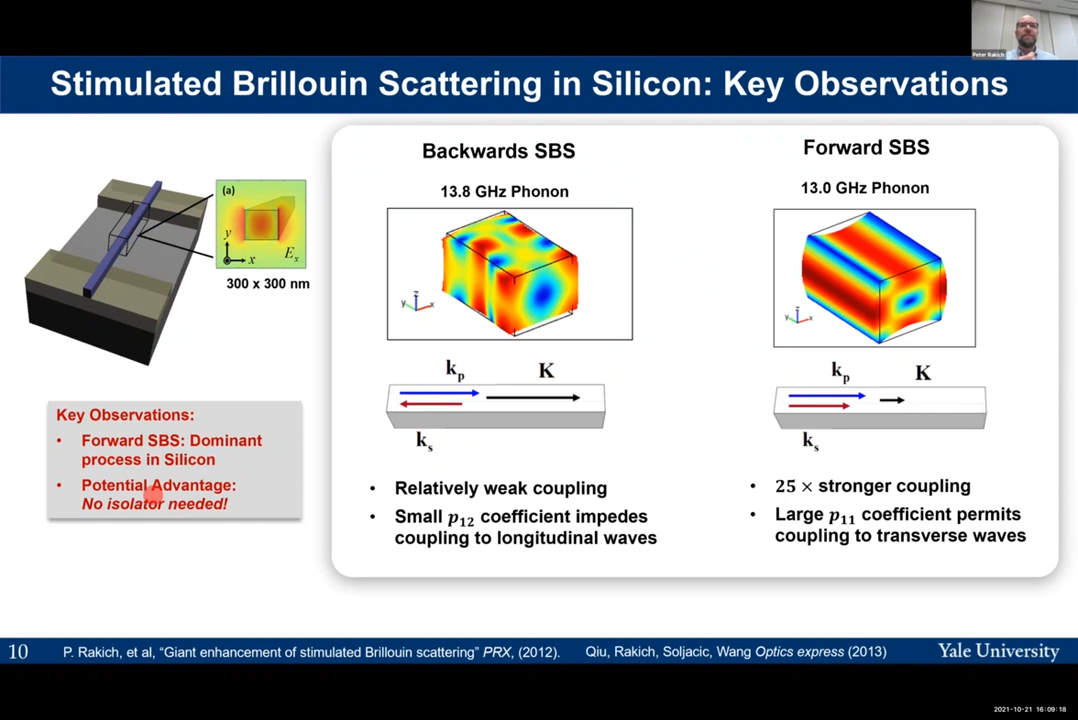 Peter Rakich
Stimulated Brillouin Scattering in Silicon: Key Observations
(a)
y
x
Eₓ
300 x 300 nm
Key Observations:
• Forward SBS: Dominant
process in Silicon
• Potential Advantage:
No isolator needed!
Backwards SBS
13.8 GHz Phonon
z
y
x
kₚ
K
kₛ
• Relatively weak coupling
• Small p₁₂ coefficient impedes
coupling to longitudinal waves
Forward SBS
13.0 GHz Phonon
z
y
x
kₚ
K
kₛ
• 25 × stronger coupling
• Large p₁₁ coefficient permits
coupling to transverse waves
10
P. Rakich, et al, “Giant enhancement of stimulated Brillouin scattering” PRX, (2012).
Qiu, Rakich, Soljacic, Wang Optics express (2013)
Yale University
2021-10-21 16:09:18